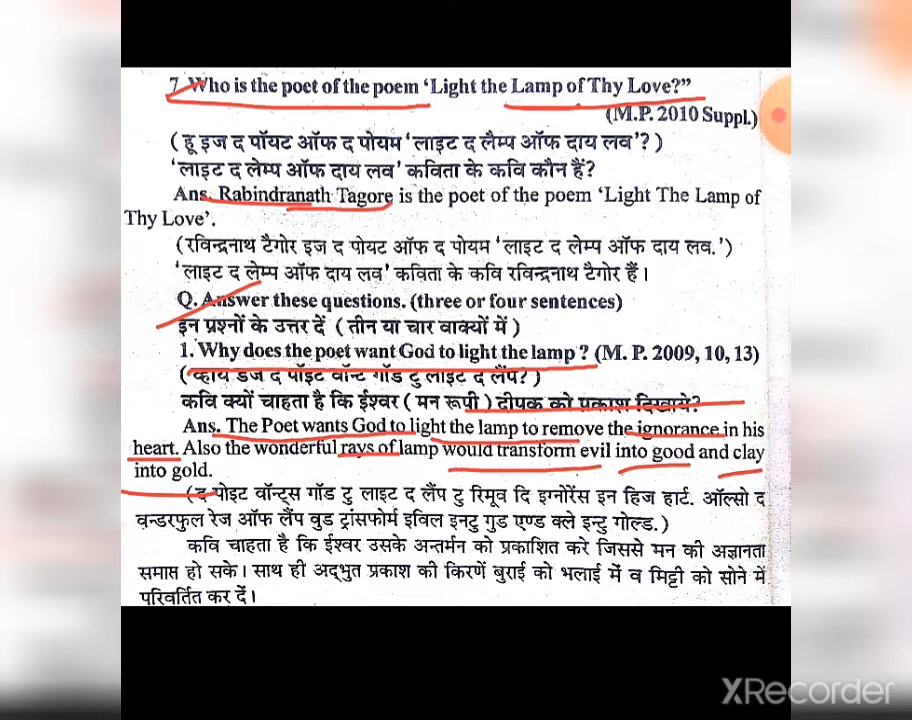 7. Who is the poet of the poem ‘Light the Lamp of Thy Love?”
(M.P. 2010 Suppl.)
( हू इज द पॉयट ऑफ द पोयम ‘लाइट द लैम्प ऑफ दाय लव’ ? )
‘लाइट द लेम्प ऑफ दाय लव’ कविता के कवि कौन हैं?
Ans. Rabindranath Tagore is the poet of the poem ‘Light The Lamp of
Thy Love’.
(रविन्द्रनाथ टैगोर इज द पोयट ऑफ द पोयम ‘लाइट द लेम्प ऑफ दाय लव.’)
‘लाइट द लेम्प ऑफ दाय लव’ कविता के कवि रविन्द्रनाथ टैगोर हैं।
Q. Answer these questions. (three or four sentences)
इन प्रश्नों के उत्तर दें ( तीन या चार वाक्यों में )
1. Why does the poet want God to light the lamp ? (M. P. 2009, 10, 13)
( व्हाय डज द पॉइट वॉन्ट गॉड टु लाइट द लैंप? )
कवि क्यों चाहता है कि ईश्वर ( मन रूपी ) दीपक को प्रकाश दिखाये?
Ans. The Poet wants God to light the lamp to remove the ignorance in his
heart. Also the wonderful rays of lamp would transform evil into good and clay
into gold.
(द पोइट वॉन्ट्स गॉड टु लाइट द लैंप टु रिमूव दि इग्नोरेंस इन हिज हार्ट. ऑल्सो द
वन्डरफुल रेज ऑफ लैंप वुड ट्रांसफोर्म इविल इनटु गुड एण्ड क्ले इन्टु गोल्ड.)
कवि चाहता है कि ईश्वर उसके अन्तर्मन को प्रकाशित करे जिससे मन की अज्ञानता
समाप्त हो सके। साथ ही अद्भुत प्रकाश की किरणें बुराई को भलाई में व मिट्टी को सोने में
परिवर्तित कर दें।
XRecorder